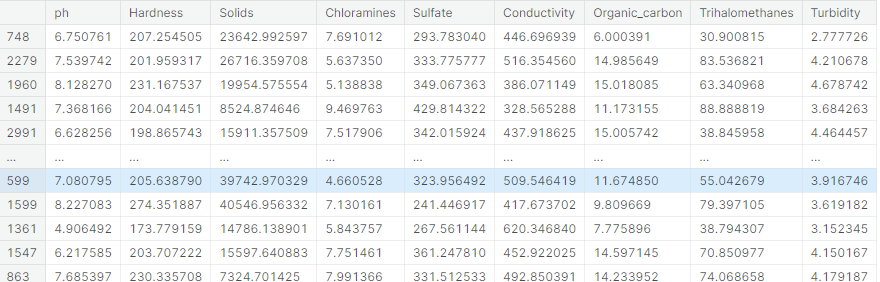 ph Hardness Solids Chloramines Sulfate Conductivity Organic_carbon Trihalomethanes Turbidity
748 6.750761 207.254505 23642.992597 7.691012 293.783040 446.696939 6.000391 30.900815 2.777726
2279 7.539742 201.959317 26716.359708 5.637350 333.775777 516.354560 14.985649 83.536821 4.210678
1960 8.128270 231.167537 19954.575554 5.138838 349.067363 386.071149 15.018085 63.340968 4.678742
1491 7.368166 204.041451 8524.874646 9.469763 429.814322 328.565288 11.173155 88.888819 3.684263
2991 6.628256 198.865743 15911.357509 7.517906 342.015924 437.918625 15.005742 38.845958 4.464457
... ... ... ... ... ... ... ... ... ...
599 7.080795 205.638790 39742.970329 4.660528 323.956492 509.546419 11.674850 55.042679 3.916746
1599 8.227083 274.351887 40546.956332 7.130161 241.446917 417.673702 9.809669 79.397105 3.619182
1361 4.906492 173.779159 14786.138901 5.843757 267.561144 620.346840 7.775896 38.794307 3.152345
1547 6.217585 203.707222 15597.640883 7.751461 361.247810 452.922025 14.597145 70.850977 4.150167
863 7.685397 230.335708 7324.701425 7.991366 331.512533 492.850391 14.233952 74.068658 4.179187